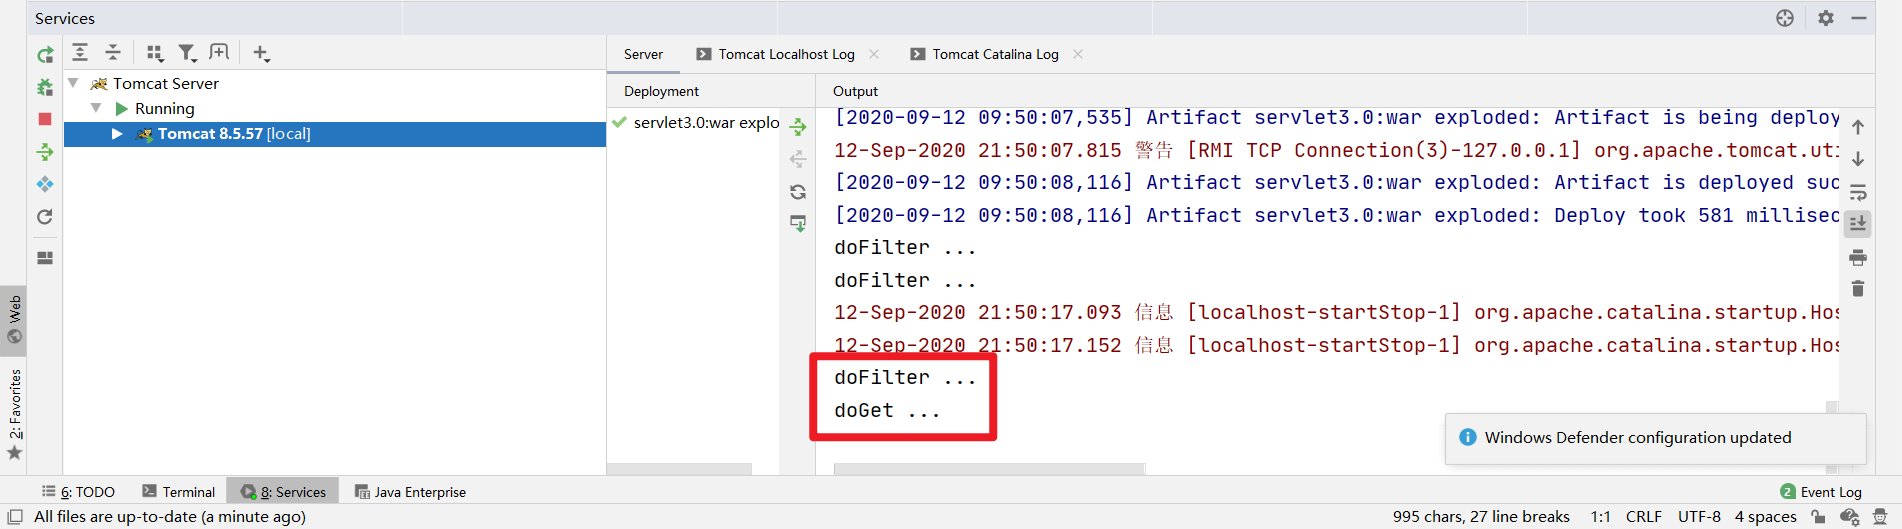 Services
Server
Tomcat Localhost Log
Tomcat Catalina Log
Tomcat Server
Running
Tomcat 8.5.57 [local]
Deployment
servlet3.0:war explo
Output
[2020-09-12 09:50:07,535] Artifact servlet3.0:war exploded: Artifact is being deploy
12-Sep-2020 21:50:07.815 警告 [RMI TCP Connection(3)-127.0.0.1] org.apache.tomcat.uti
[2020-09-12 09:50:08,116] Artifact servlet3.0:war exploded: Artifact is deployed suc
[2020-09-12 09:50:08,116] Artifact servlet3.0:war exploded: Deploy took 581 millisec
doFilter ...
doFilter ...
12-Sep-2020 21:50:17.093 信息 [localhost-startStop-1] org.apache.catalina.startup.Hos
12-Sep-2020 21:50:17.152 信息 [localhost-startStop-1] org.apache.catalina.startup.Hos
doFilter ...
doGet ...
Web
2: Favorites
Windows Defender configuration updated
6: TODO
Terminal
8: Services
Java Enterprise
2 Event Log
All files are up-to-date (a minute ago)
995 chars, 27 line breaks
1:1
CRLF
UTF-8
4 spaces